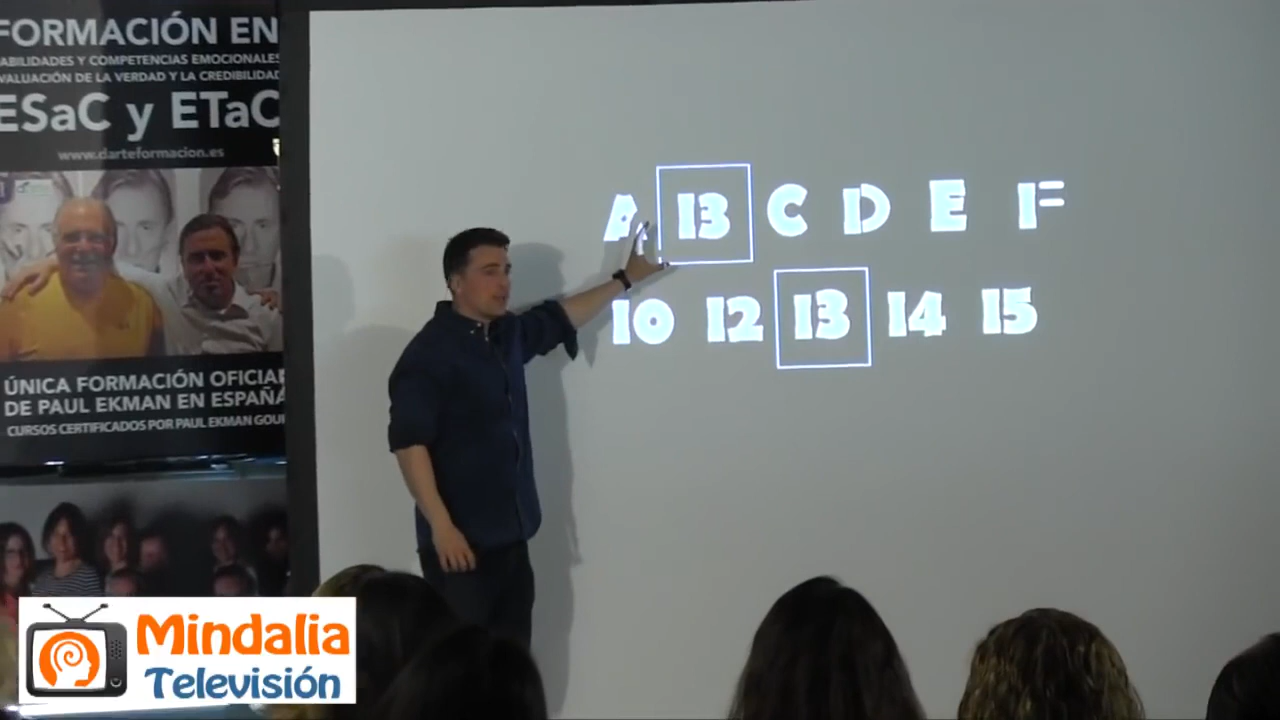 FORMACIÓN EN
ABILIDADES Y COMPETENCIAS EMOCIONALES
VALUACIÓN DE LA VERDAD Y LA CREDIBILIDAD
ESaC y ETaC
www.darteformacion.es
ÚNICA FORMACIÓN OFICIAL
DE PAUL EKMAN EN ESPAÑA
CURSOS CERTIFICADOS POR PAUL EKMAN GOU
A 13 C D E F
10 12 13 14 15
Mindalia
Televisión